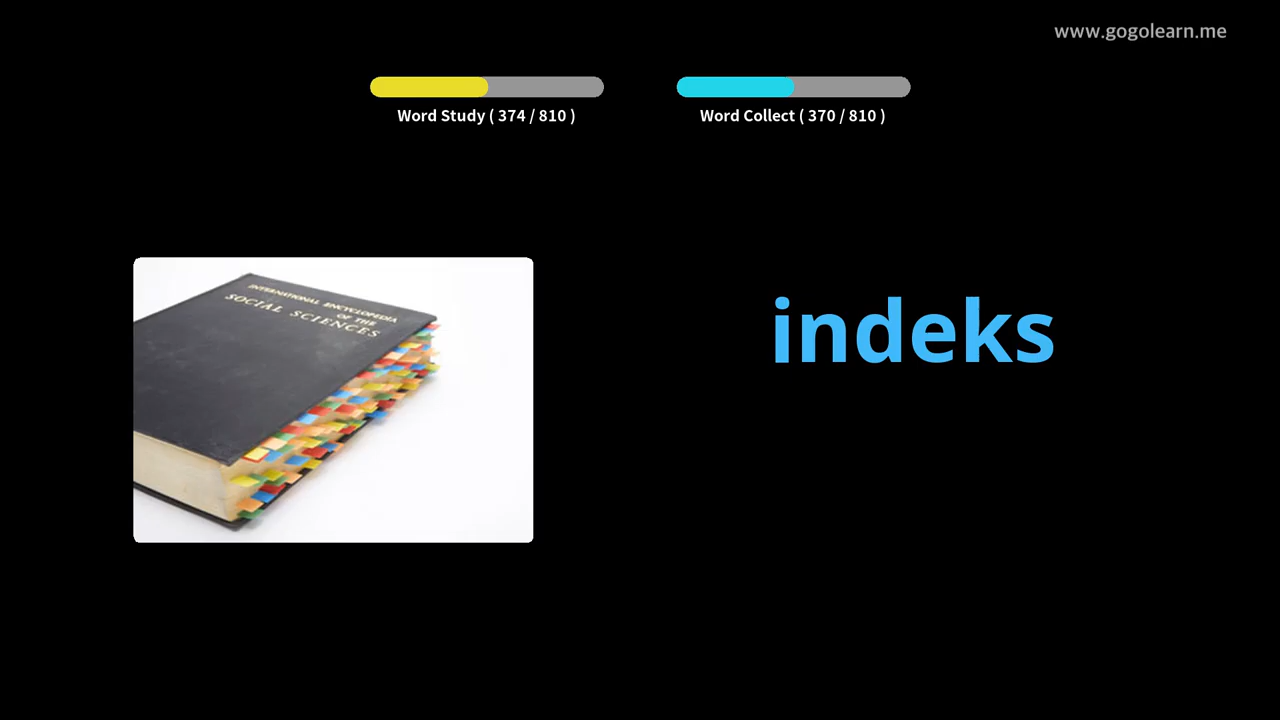 www.gogolearn.me
Word Study ( 374 / 810 )
Word Collect ( 370 / 810 )
INTERNATIONAL ENCYCLOPEDIA
OF THE
SOCIAL SCIENCES
indeks